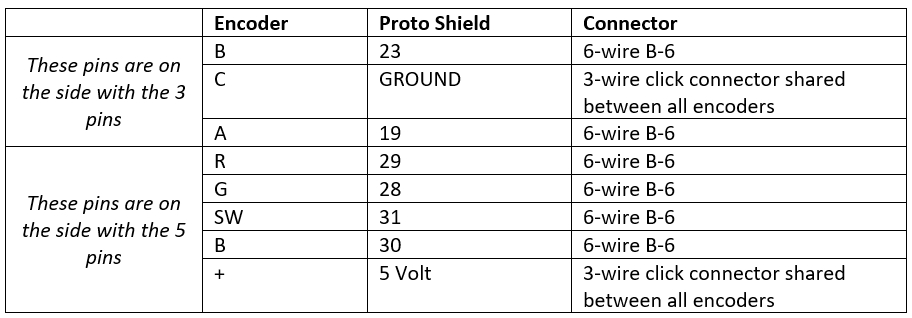 Encoder Proto Shield Connector
These pins are on
the side with the 3
pins
B 23 6-wire B-6
C GROUND 3-wire click connector shared
between all encoders
A 19 6-wire B-6
These pins are on
the side with the 5
pins
R 29 6-wire B-6
G 28 6-wire B-6
SW 31 6-wire B-6
B 30 6-wire B-6
+ 5 Volt 3-wire click connector shared
between all encoders